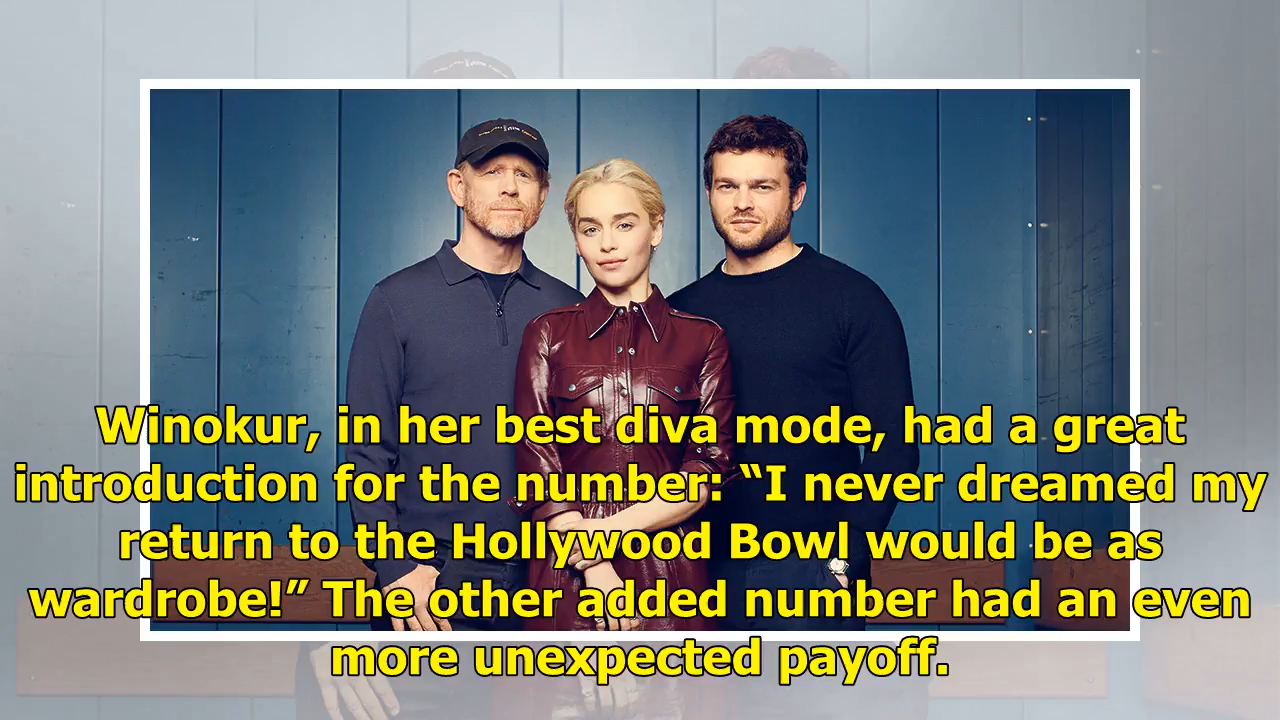 Winokur, in her best diva mode, had a great
introduction for the number: “I never dreamed my
return to the Hollywood Bowl would be as
wardrobe!” The other added number had an even
more unexpected payoff.